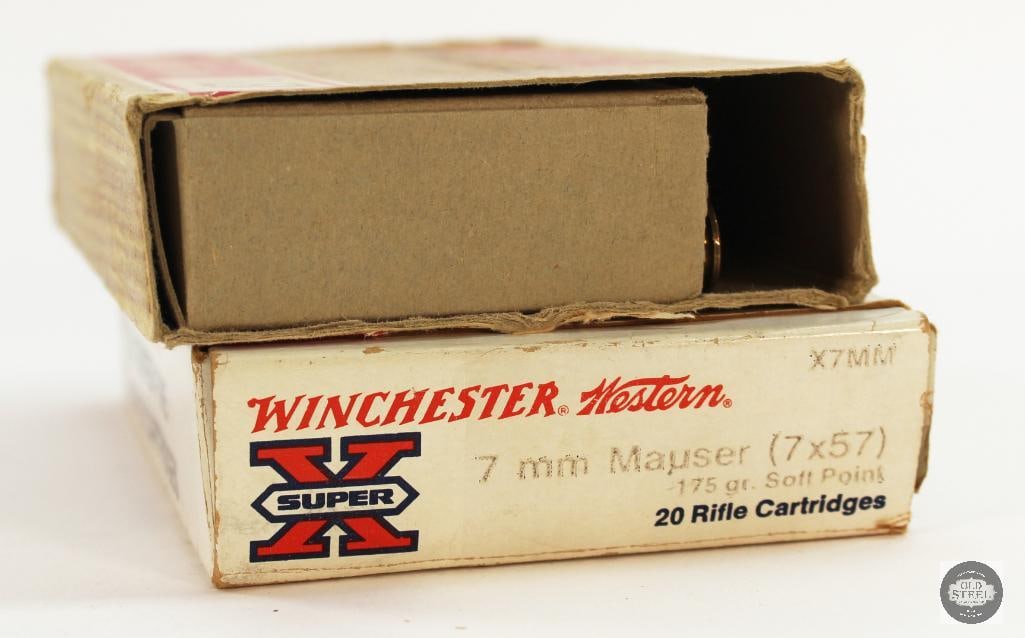 X7MM
WINCHESTER® Western®
SUPER X
7 mm Mauser (7x57)
175 gr. Soft Point
20 Rifle Cartridges
OLD
STEEL